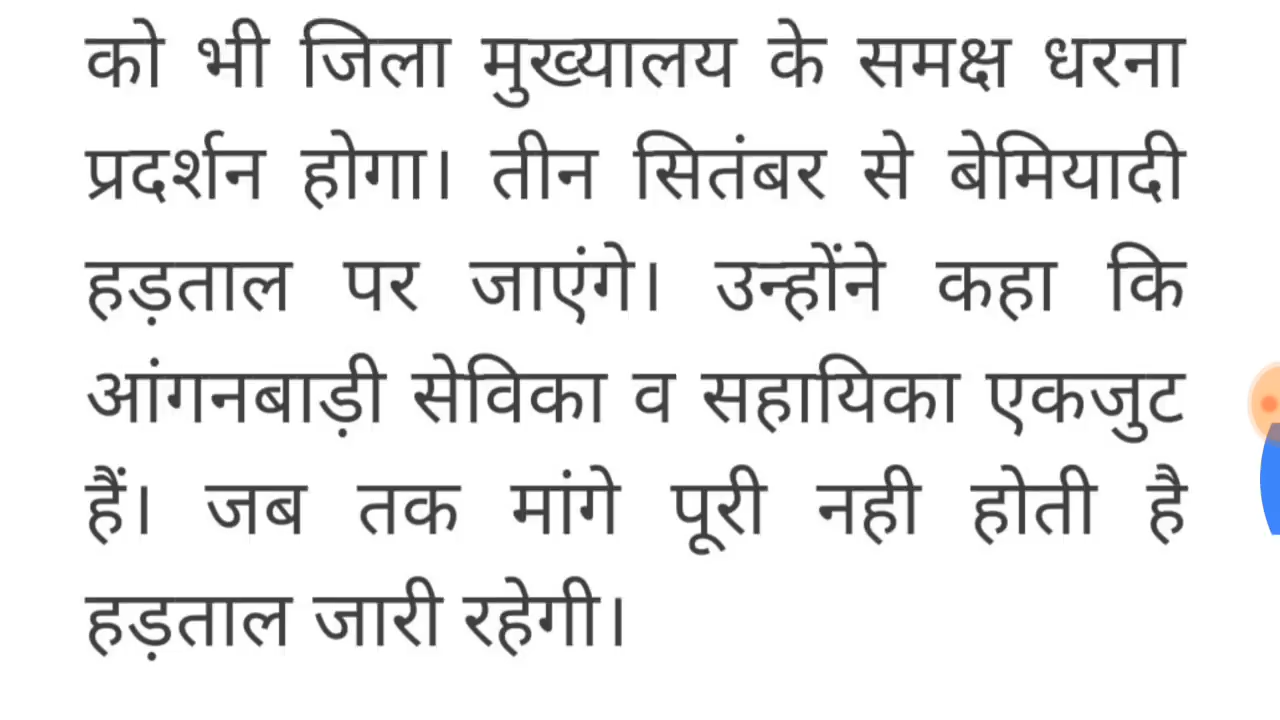 को भी जिला मुख्यालय के समक्ष धरना
प्रदर्शन होगा। तीन सितंबर से बेमियादी
हड़ताल पर जाएंगे। उन्होंने कहा कि
आंगनबाड़ी सेविका व सहायिका एकजुट
हैं। जब तक मांगे पूरी नही होती है
हड़ताल जारी रहेगी।